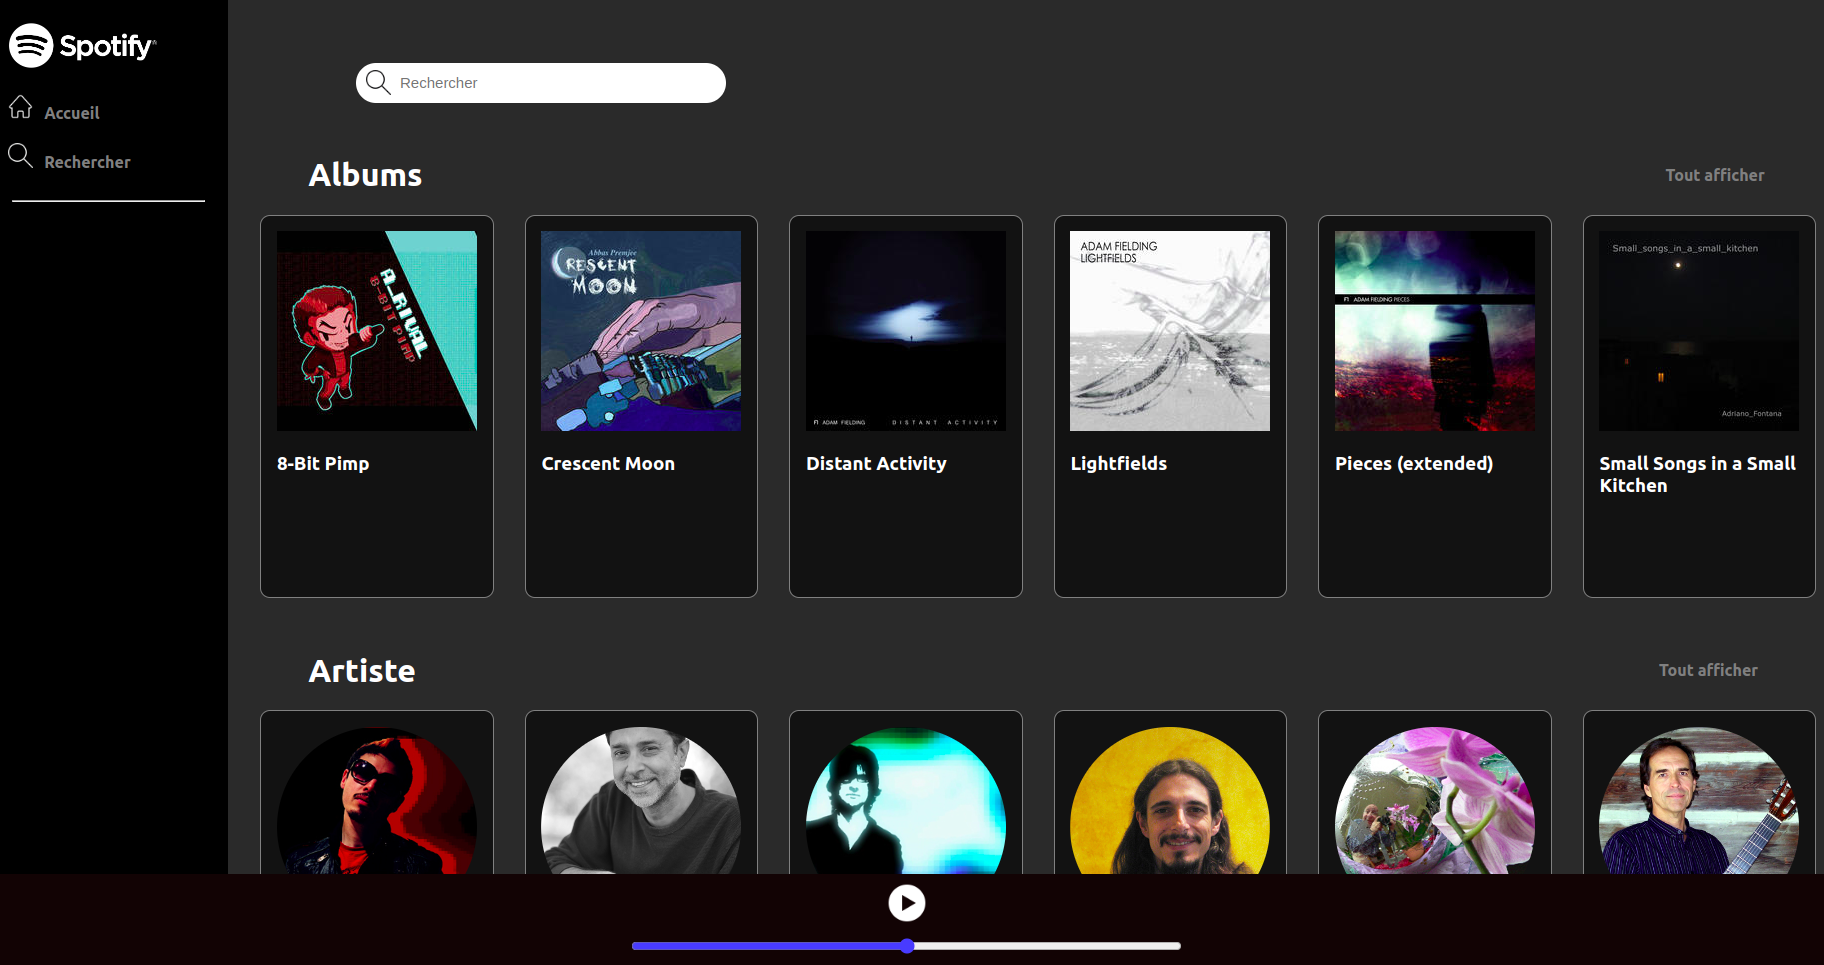 Spotify®
Accueil
Rechercher
Rechercher
Albums
Tout afficher
A_RIVAL
8-BIT PIMP
Abbas Premjee
CRESCENT
MOON
ADAM FIELDING
DISTANT ACTIVITY
ADAM FIELDING
LIGHTFIELDS
ADAM FIELDING PIECES
Small_songs_in_a_small_kitchen
Adriano_Fontana
8-Bit Pimp
Crescent Moon
Distant Activity
Lightfields
Pieces (extended)
Small Songs in a Small
Kitchen
Artiste
Tout afficher